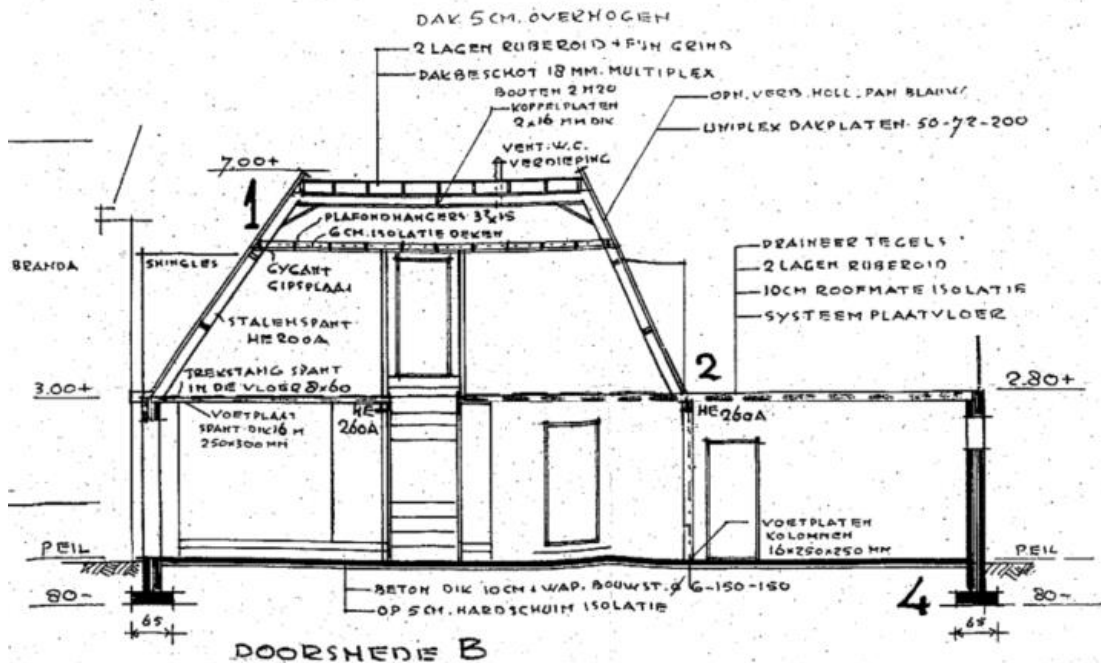 DAK 5CM. OVERHOGEN
2 LAGEN RUBEROID + FIJN GRIND
DAKBESCHOT 18 MM. MULTIPLEX
BOUTEN 2 M20
KOPPELPLATEN
2x16 MM DIK
OPN. VERB. HOLL. PAN BLAUW
UNIPLEX DAKPLATEN 50-72-200
VENT. W.C.
VERDIEPING
7.00+
1
PLAFONDHANGERS
6CM. ISOLATIE DEKEN
BRANDA
SHINGLES
GYGANT
GIPSPLAAT
DRAINEER TEGELS
2 LAGEN RUBEROID
10CM ROOFMATE ISOLATIE
SYSTEEM PLAATVLOER
STALEN SPANT
HE 200A
TREKSTANG SPANT
IN DE VLOER 8x60
3.00+
2
2.80+
HE
260A
HE 260A
VOETPLAAT
SPANT DIK 16 M
250x300 MM
VOETPLATEN
KOLOMMEN
16x250x250 MM
PEIL
PEIL
BETON DIK 10CM + WAP. BOUWST. Ø 6-150-150
OP 5CM. HARDSCHUIM ISOLATIE
80-
4
80-
65
65
DOORSNEDE B